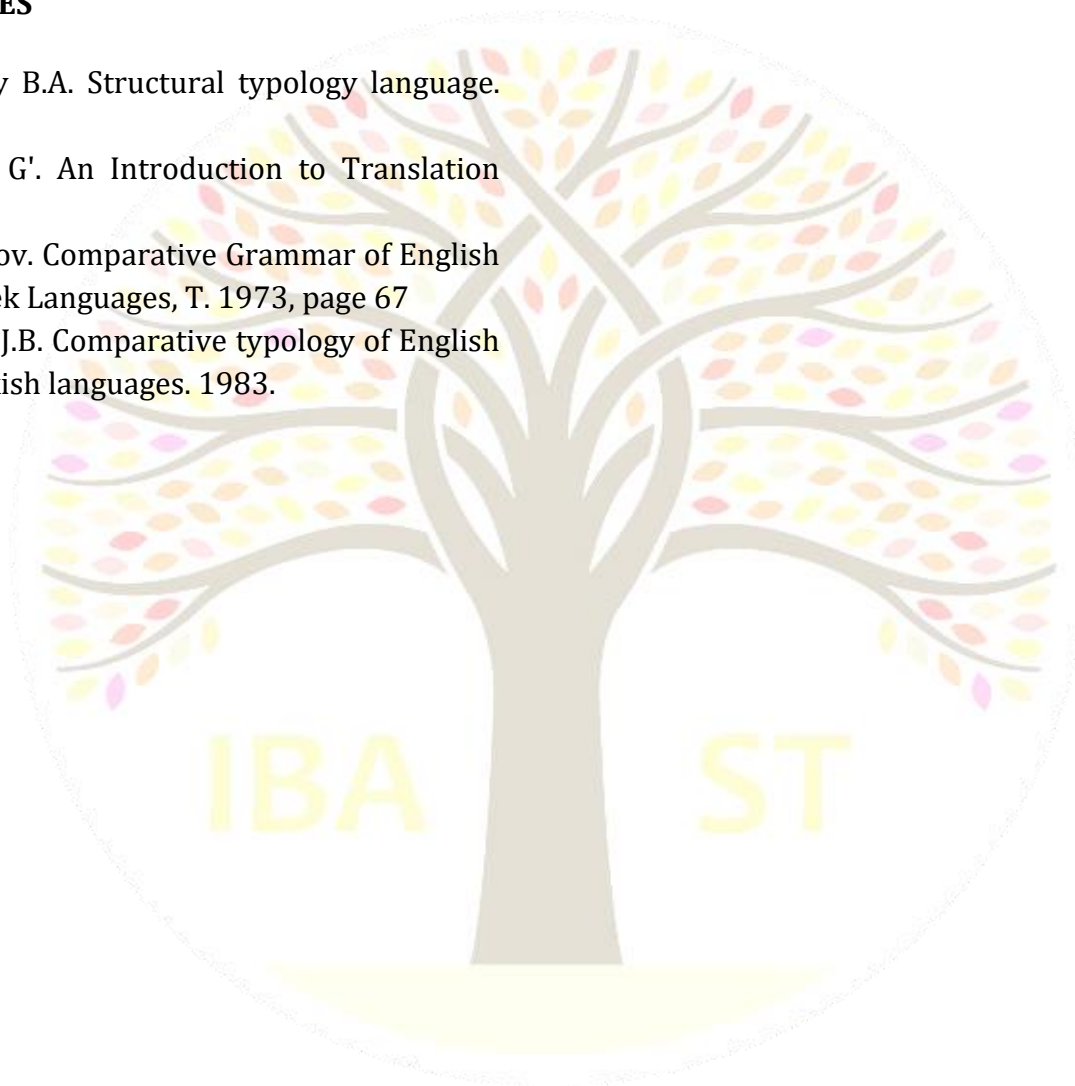 ES
y B.A. Structural typology language.
G'. An Introduction to Translation
ov. Comparative Grammar of English
ek Languages, T. 1973, page 67
J.B. Comparative typology of English
ish languages. 1983.
IBA ST